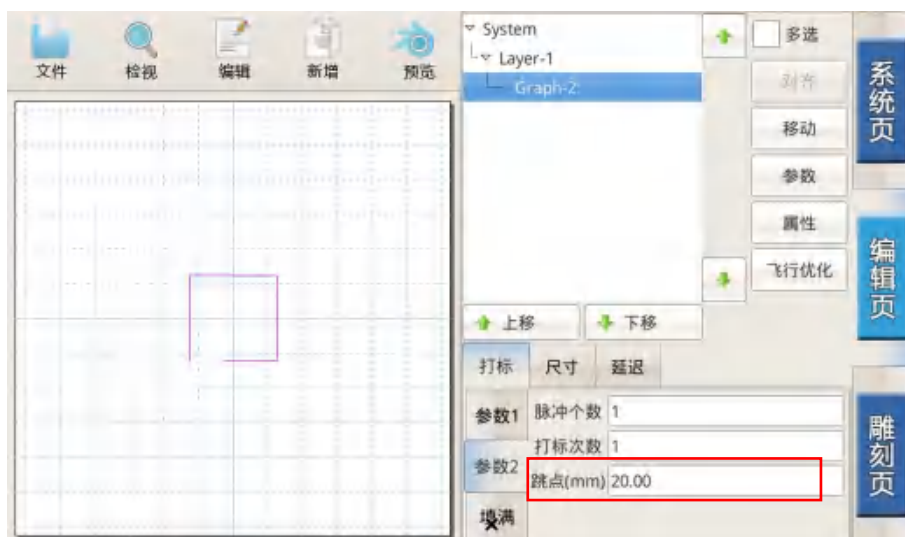 文件 检视 编辑 新增 预览
System
Layer-1
Graph-2:
多选
对齐
移动
参数
属性
飞行优化
上移 下移
打标 尺寸 延迟
参数1 脉冲个数 1
打标次数 1
参数2
跳点(mm) 20.00
填满
系统页
编辑页
雕刻页